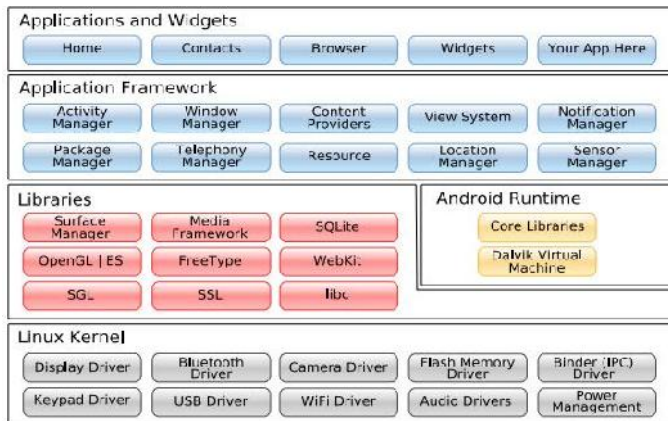 Applications and Widgets
Home
Contacts
Browser
Widgets
Your App Here
Application Framework
Activity
Manager
Window
Manager
Content
Providers
View System
Notification
Manager
Package
Manager
Telephony
Manager
Resource
Location
Manager
Sensor
Manager
Libraries
Surface
Manager
Media
Framework
SQLite
OpenGL | ES
FreeType
WebKit
SGL
SSL
libc
Android Runtime
Core Libraries
Dalvik Virtual
Machine
Linux Kernel
Display Driver
Bluetooth
Driver
Camera Driver
Flash Memory
Driver
Binder (IPC)
Driver
Keypad Driver
USB Driver
WiFi Driver
Audio Drivers
Power
Management